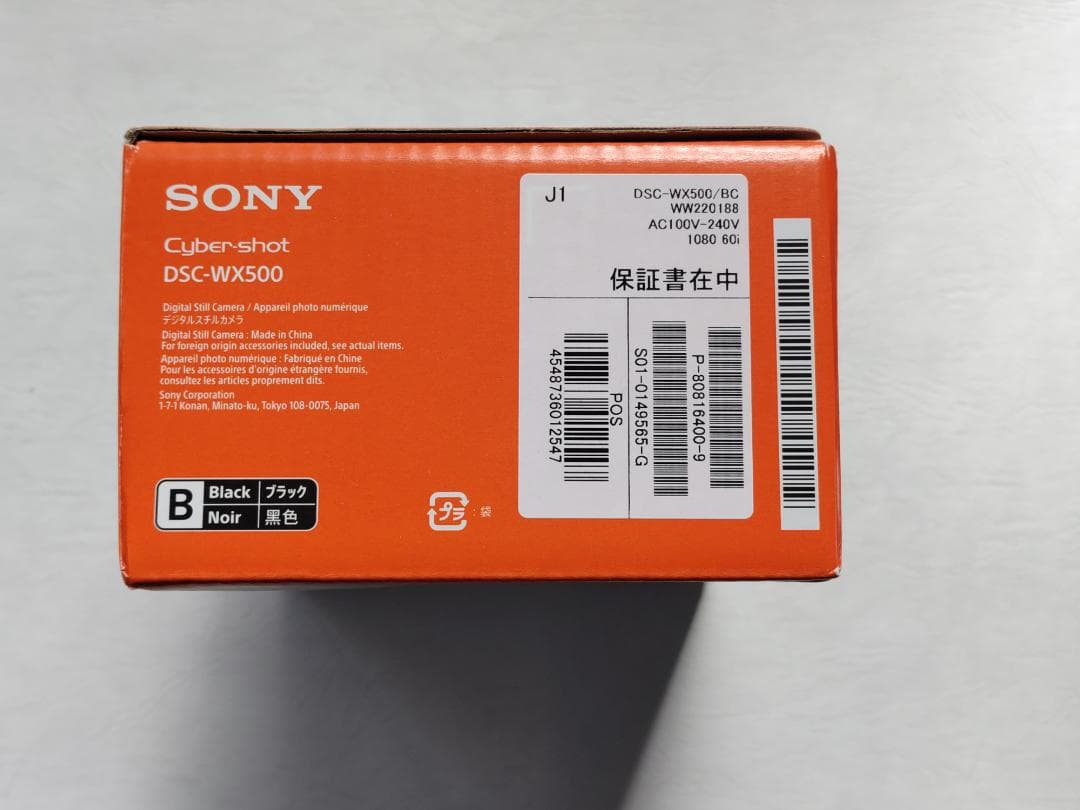 SONY
Cyber-shot
DSC-WX500
Digital Still Camera / Appareil photo numérique
デジタルスチルカメラ
Digital Still Camera : Made in China
For foreign origin accessories included, see actual items.
Appareil photo numérique : Fabriqué en Chine
Pour les accessoires d'origine étrangère fournis,
consultez les articles proprement dits.
Sony Corporation
1-7-1 Konan, Minato-ku, Tokyo 108-0075, Japan
B
Black ブラック
Noir 黑色
プラ : 袋
J1
DSC-WX500/BC
WW220188
AC100V-240V
1080 60i
保証書在中
4548736012547
POS
S01-0149565-G
P-80816400-9